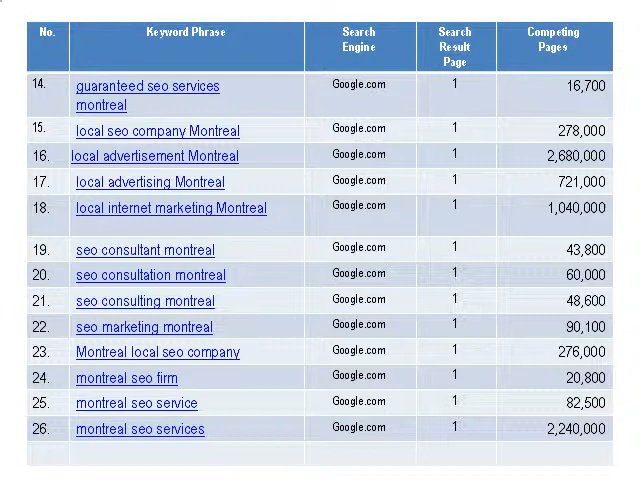 No. Keyword Phrase Search Engine Search Result Page Competing Pages
14. guaranteed seo services montreal Google.com 1 16,700
15. local seo company Montreal Google.com 1 278,000
16. local advertisement Montreal Google.com 1 2,680,000
17. local advertising Montreal Google.com 1 721,000
18. local internet marketing Montreal Google.com 1 1,040,000
19. seo consultant montreal Google.com 1 43,800
20. seo consultation montreal Google.com 1 60,000
21. seo consulting montreal Google.com 1 48,600
22. seo marketing montreal Google.com 1 90,100
23. Montreal local seo company Google.com 1 276,000
24. montreal seo firm Google.com 1 20,800
25. montreal seo service Google.com 1 82,500
26. montreal seo services Google.com 1 2,240,000